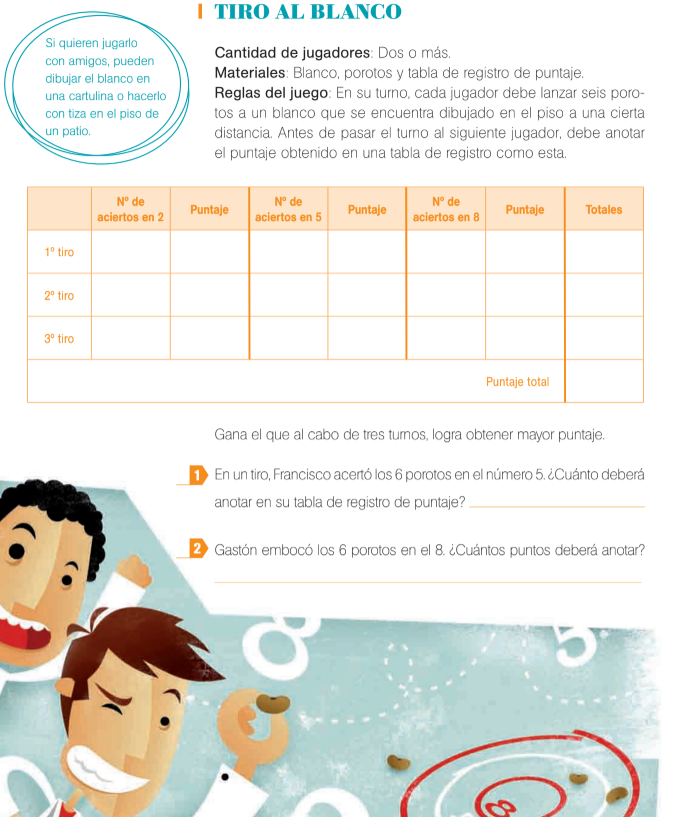 TIRO AL BLANCO
Si quieren jugarlo
con amigos, pueden
dibujar el blanco en
una cartulina o hacerlo
con tiza en el piso de
un patio.
Cantidad de jugadores: Dos o más.
Materiales: Blanco, porotos y tabla de registro de puntaje.
Reglas del juego: En su turno, cada jugador debe lanzar seis poro-
tos a un blanco que se encuentra dibujado en el piso a una cierta
distancia. Antes de pasar el turno al siguiente jugador, debe anotar
el puntaje obtenido en una tabla de registro como esta.
Nº de aciertos en 2 Puntaje Nº de aciertos en 5 Puntaje Nº de aciertos en 8 Puntaje Totales
1º tiro
2º tiro
3º tiro
Puntaje total
Gana el que al cabo de tres turnos, logra obtener mayor puntaje.
1 En un tiro, Francisco acertó los 6 porotos en el número 5. ¿Cuánto deberá
anotar en su tabla de registro de puntaje?
2 Gastón embocó los 6 porotos en el 8. ¿Cuántos puntos deberá anotar?
8
5
8